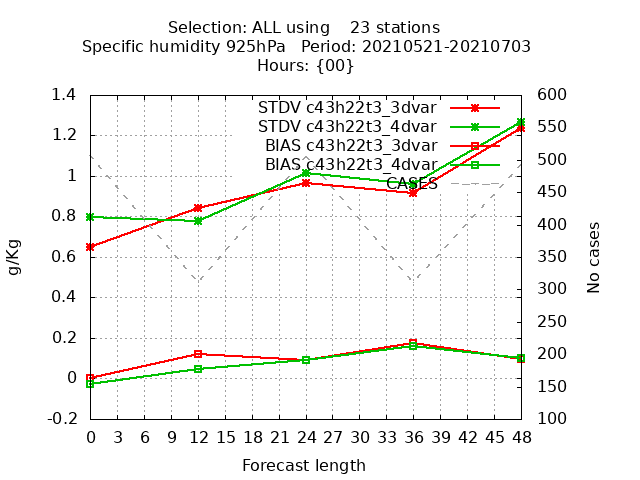 Selection: ALL using 23 stations
Specific humidity 925hPa Period: 20210521-20210703
Hours: {00}
STDV c43h22t3_3dvar
STDV c43h22t3_4dvar
BIAS c43h22t3_3dvar
BIAS c43h22t3_4dvar
CASES
g/Kg
1.4
1.2
1
0.8
0.6
0.4
0.2
0
-0.2
No cases
600
550
500
450
400
350
300
250
200
150
100
0 3 6 9 12 15 18 21 24 27 30 33 36 39 42 45 48
Forecast length